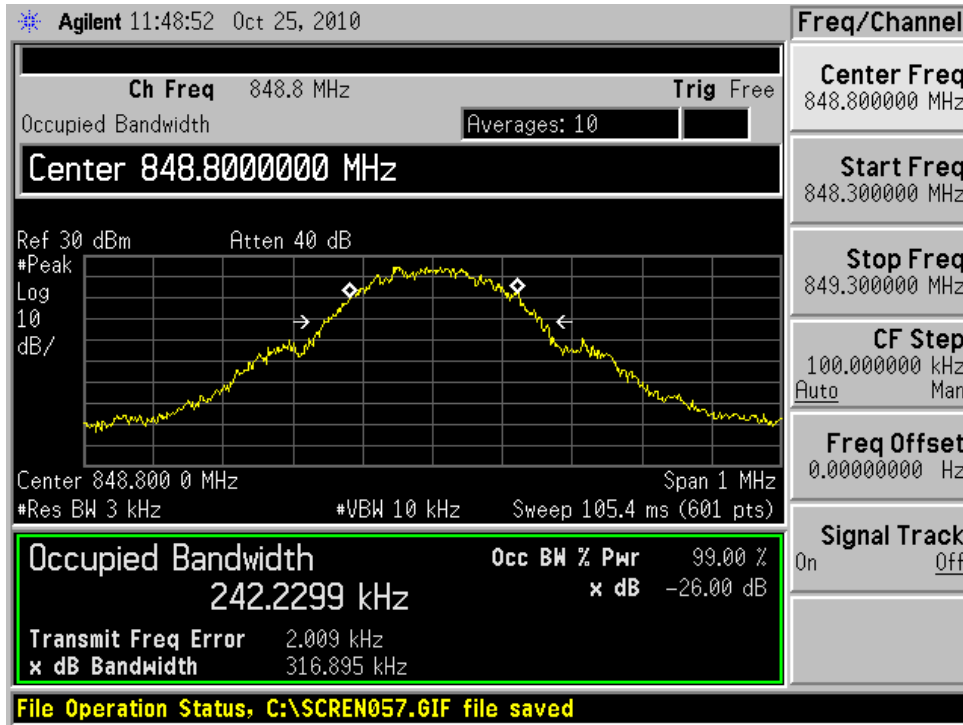 Agilent 11:48:52 Oct 25, 2010
Freq/Channel
Ch Freq 848.8 MHz Trig Free
Occupied Bandwidth Averages: 10
Center 848.8000000 MHz
Ref 30 dBm Atten 40 dB
#Peak
Log
10
dB/
Center 848.800 0 MHz Span 1 MHz
#Res BW 3 kHz #VBW 10 kHz Sweep 105.4 ms (601 pts)
Occupied Bandwidth Occ BW % Pwr 99.00 %
242.2299 kHz x dB -26.00 dB
Transmit Freq Error 2.009 kHz
x dB Bandwidth 316.895 kHz
File Operation Status, C:\SCREN057.GIF file saved
Center Freq
848.800000 MHz
Start Freq
848.300000 MHz
Stop Freq
849.300000 MHz
CF Step
100.000000 kHz
Auto Man
Freq Offset
0.00000000 Hz
Signal Track
On Off